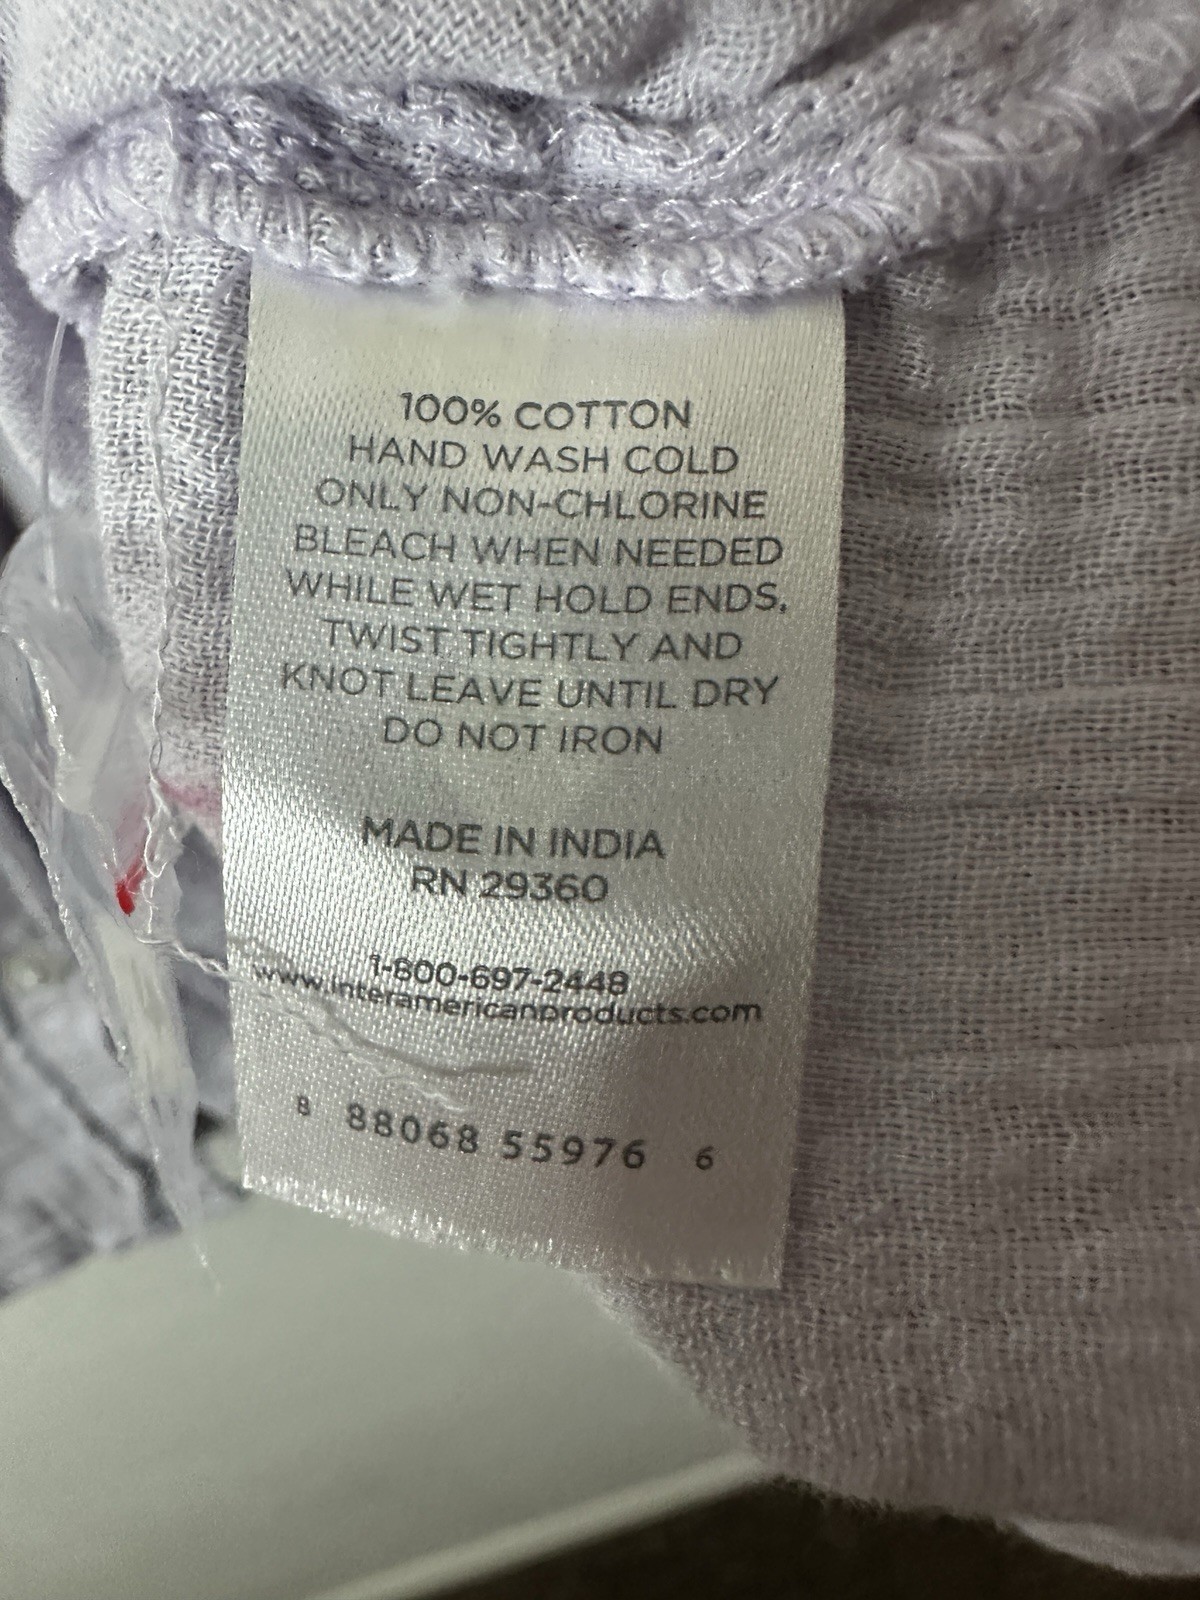 100% COTTON
HAND WASH COLD
ONLY NON-CHLORINE
BLEACH WHEN NEEDED
WHILE WET HOLD ENDS,
TWIST TIGHTLY AND
KNOT LEAVE UNTIL DRY
DO NOT IRON
MADE IN INDIA
RN 29360
1-800-697-2448
www.interamericanproducts.com
8 88068 55976 6